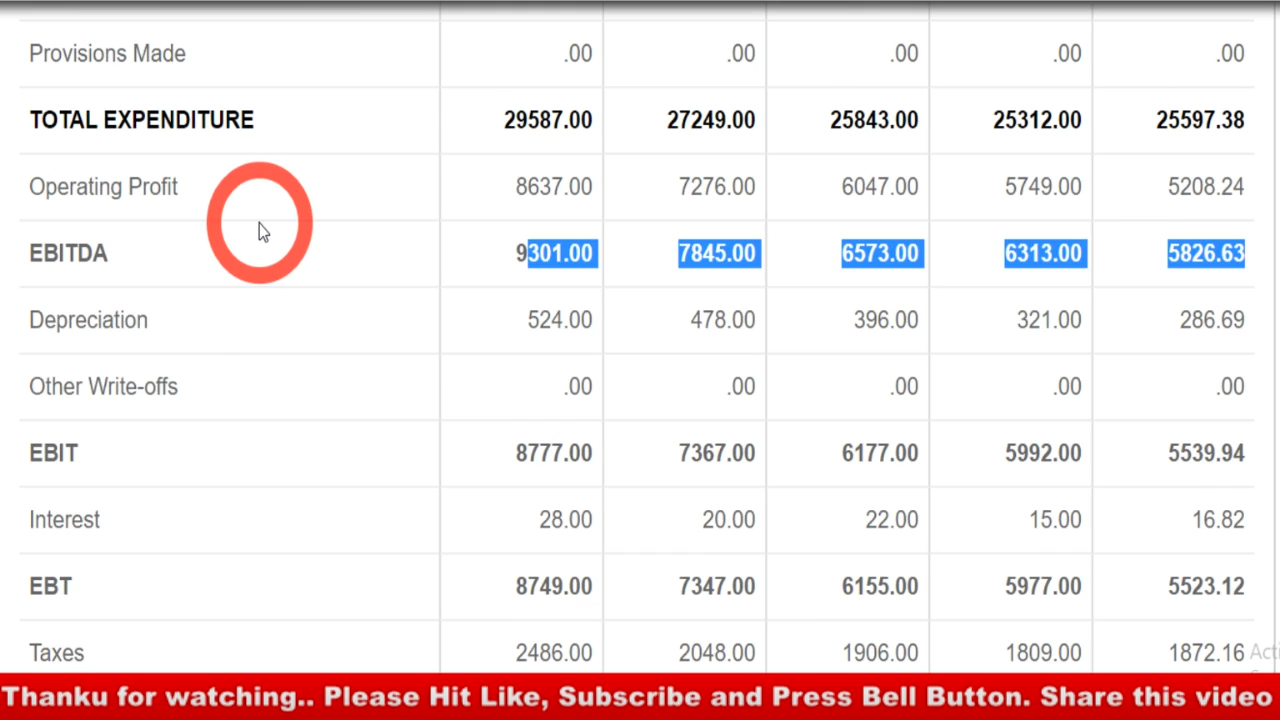 Provisions Made .00 .00 .00 .00 .00
TOTAL EXPENDITURE 29587.00 27249.00 25843.00 25312.00 25597.38
Operating Profit 8637.00 7276.00 6047.00 5749.00 5208.24
EBITDA 9301.00 7845.00 6573.00 6313.00 5826.63
Depreciation 524.00 478.00 396.00 321.00 286.69
Other Write-offs .00 .00 .00 .00 .00
EBIT 8777.00 7367.00 6177.00 5992.00 5539.94
Interest 28.00 20.00 22.00 15.00 16.82
EBT 8749.00 7347.00 6155.00 5977.00 5523.12
Taxes 2486.00 2048.00 1906.00 1809.00 1872.16 Acti
Thanku for watching.. Please Hit Like, Subscribe and Press Bell Button. Share this video